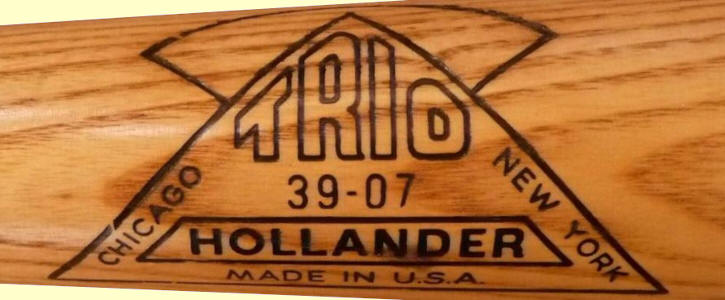 TRIO
39-07
CHICAGO
NEW YORK
HOLLANDER
MADE IN U.S.A.